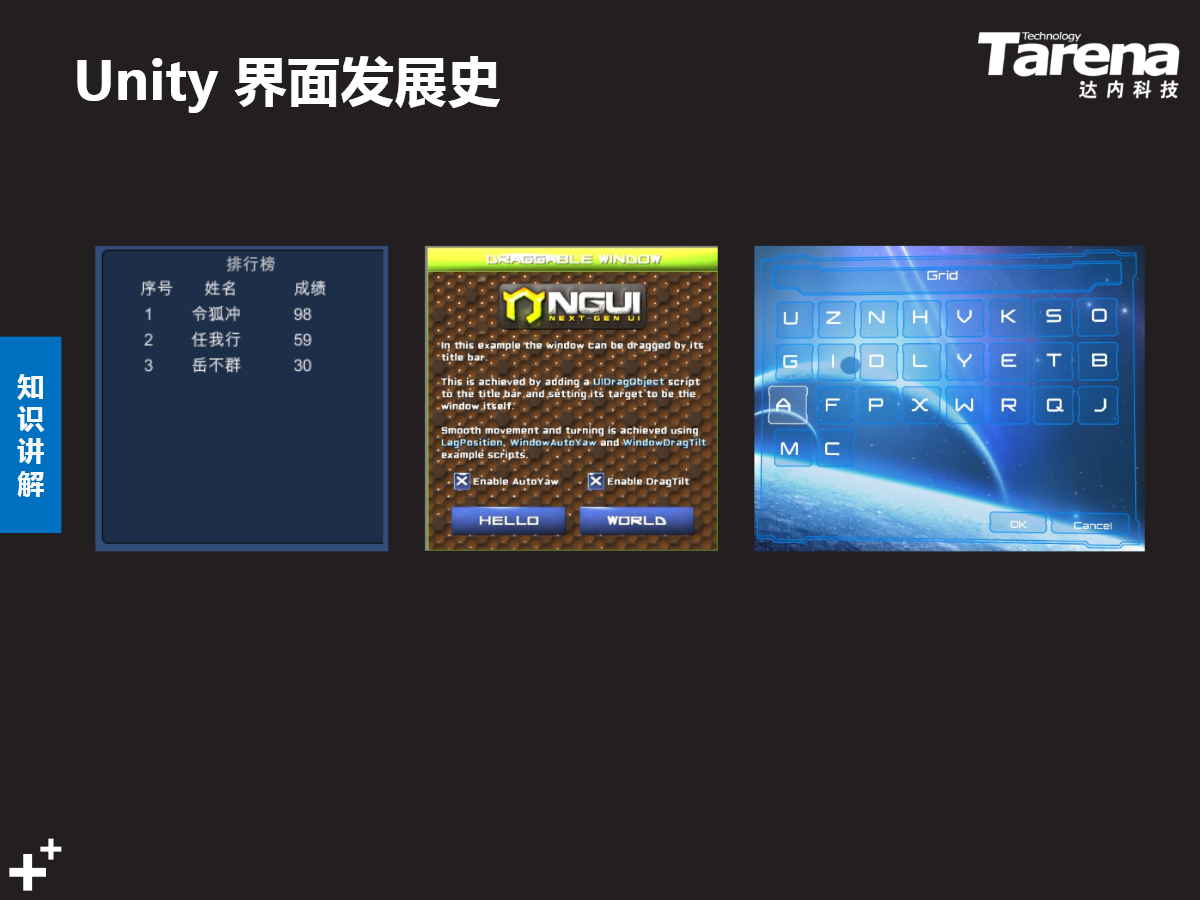 Unity 界面发展史
Technology
Tarena
达内科技
知识讲解
排行榜
序号 姓名 成绩
1 令狐冲 98
2 任我行 59
3 岳不群 30
DRAGGABLE WINDOW
NGUI
NEXT-GEN UI
In this example the window can be dragged by its
title bar.
This is achieved by adding a UIDragObject script
to the title bar and setting its target to be the
window itself.
Smooth movement and turning is achieved using
LagPosition, WindowAutoYaw and WindowDragTilt
example scripts.
Enable AutoYaw Enable DragTilt
HELLO WORLD
Grid
U Z N H V K S O
G I D L Y E T B
A F P X W R Q J
M C
OK Cancel